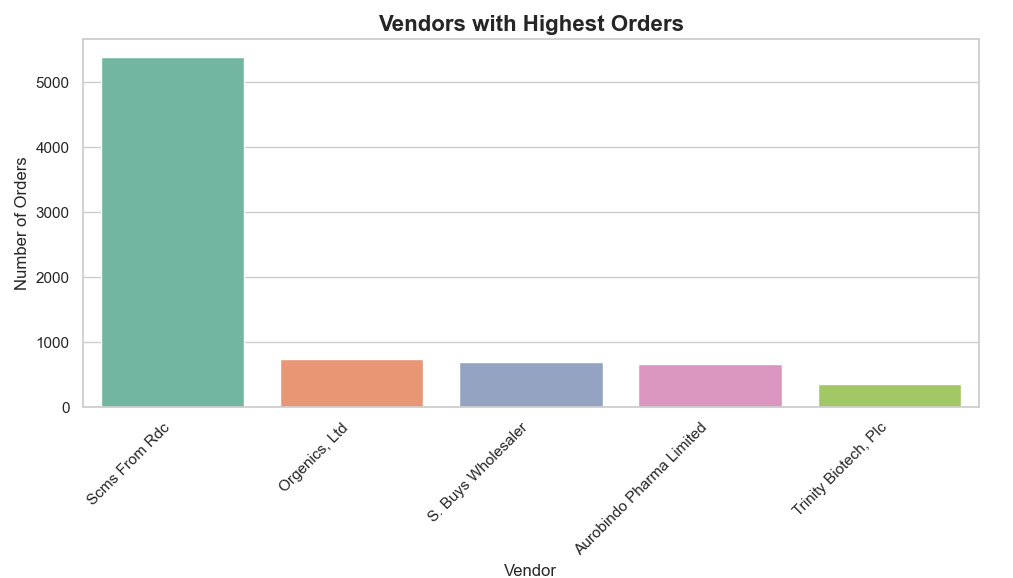 Vendors with Highest Orders
Number of Orders
5000
4000
3000
2000
1000
0
Scms From Rdc
Orgenics, Ltd
S. Buys Wholesaler
Aurobindo Pharma Limited
Trinity Biotech, Plc
Vendor